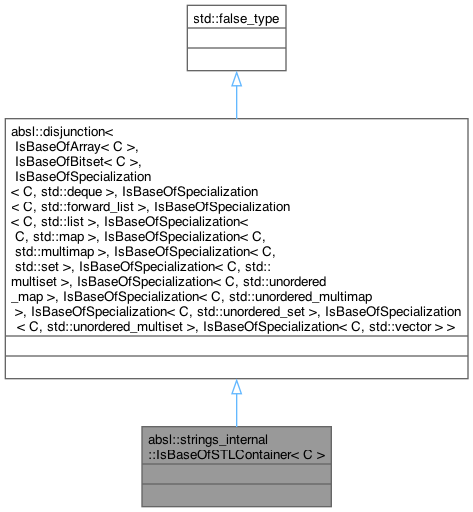 std::false_type
absl::disjunction<
IsBaseOfArray< C >,
IsBaseOfBitset< C >,
IsBaseOfSpecialization
< C, std::deque >, IsBaseOfSpecialization
< C, std::forward_list >, IsBaseOfSpecialization
< C, std::list >, IsBaseOfSpecialization<
C, std::map >, IsBaseOfSpecialization< C,
std::multimap >, IsBaseOfSpecialization< C,
std::set >, IsBaseOfSpecialization< C, std::
multiset >, IsBaseOfSpecialization< C, std::unordered
_map >, IsBaseOfSpecialization< C, std::unordered_multimap
>, IsBaseOfSpecialization< C, std::unordered_set >, IsBaseOfSpecialization
< C, std::unordered_multiset >, IsBaseOfSpecialization< C, std::vector > >
absl::strings_internal
::IsBaseOfSTLContainer< C >